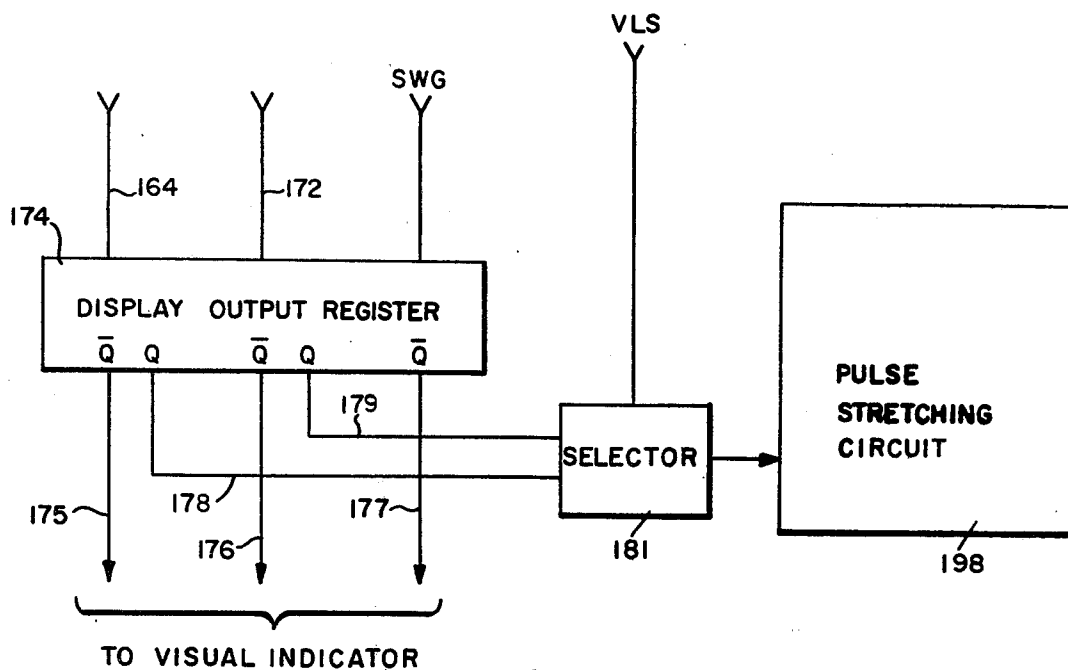 VLS
SWG
164
172
174
DISPLAY OUTPUT REGISTER
Q̅ Q Q̅ Q Q̅
179
PULSE
STRETCHING
CIRCUIT
SELECTOR
178
177
175
176
181
198
TO VISUAL INDICATOR